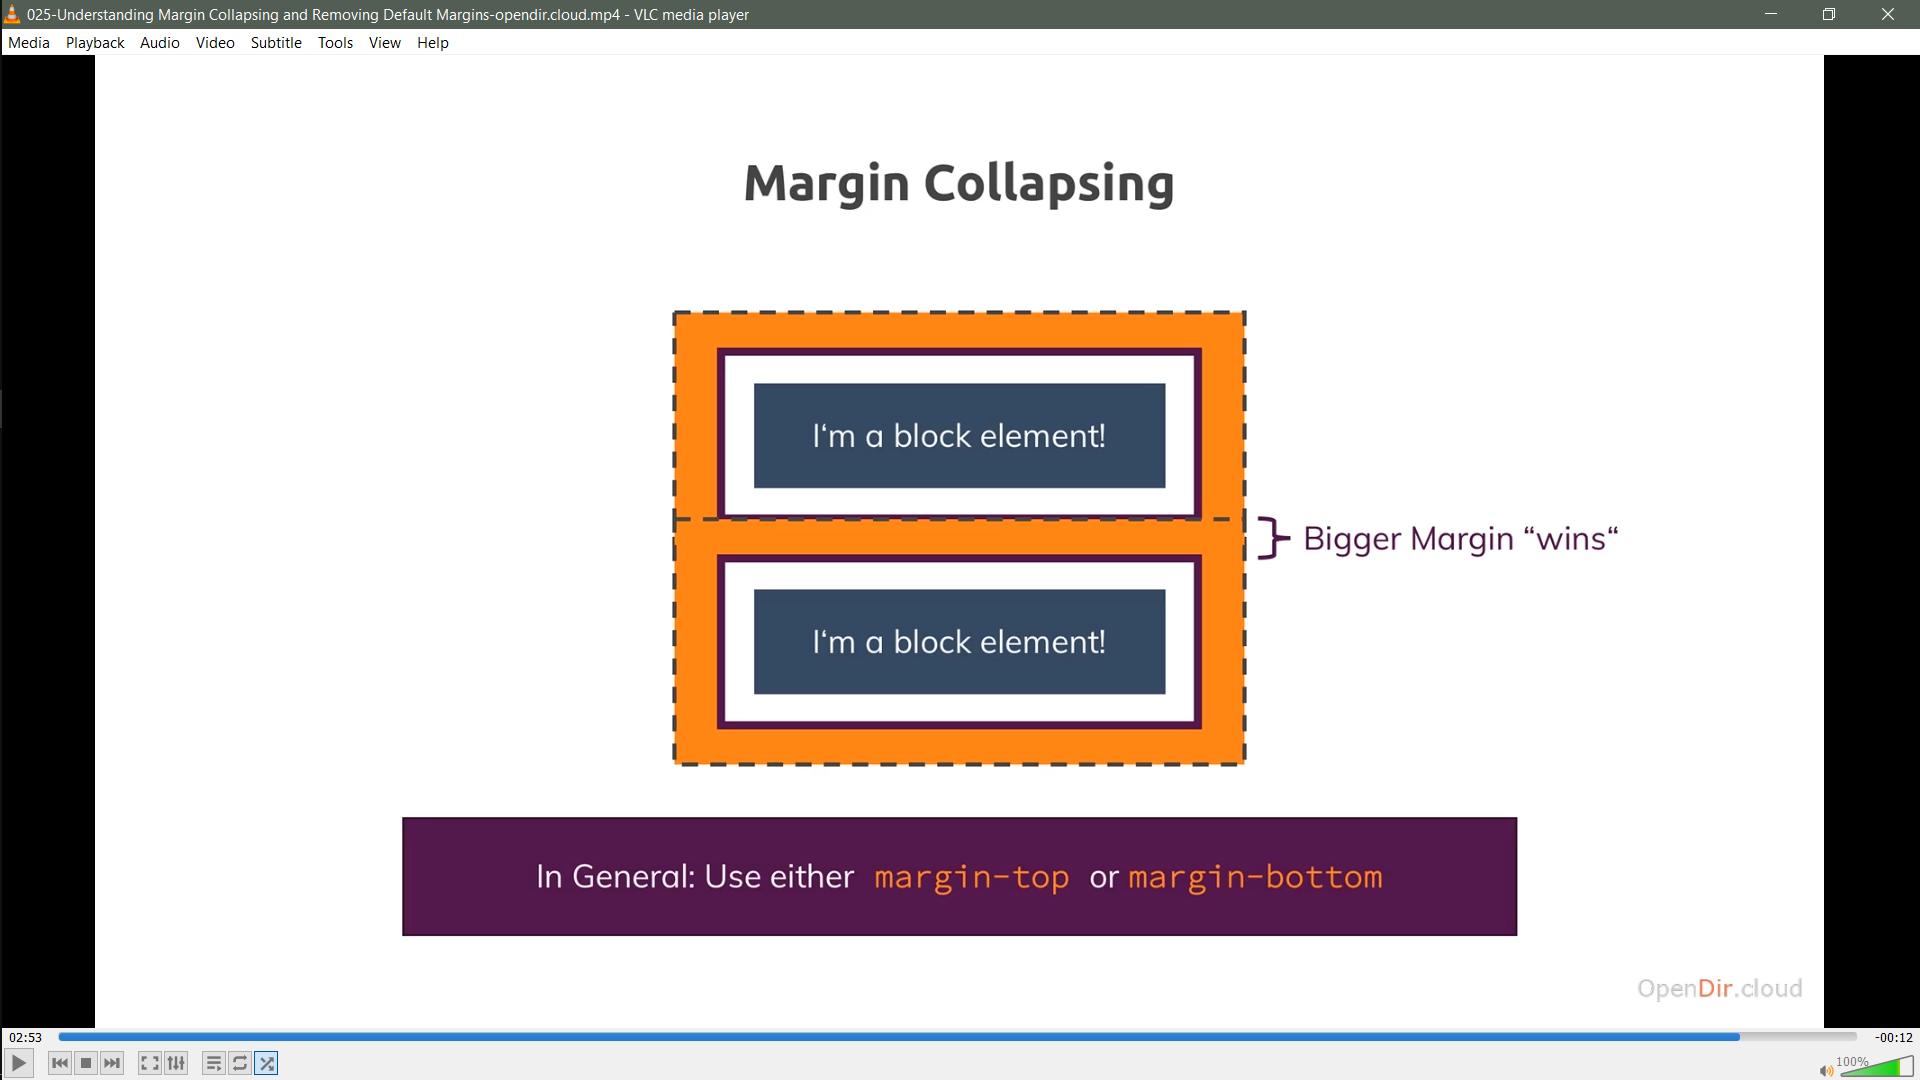 025-Understanding Margin Collapsing and Removing Default Margins-opendir.cloud.mp4 - VLC media player
Media Playback Audio Video Subtitle Tools View Help
Margin Collapsing
I‘m a block element!
Bigger Margin “wins“
I‘m a block element!
In General: Use either margin-top or margin-bottom
OpenDir.cloud
02:53 -00:12
100%